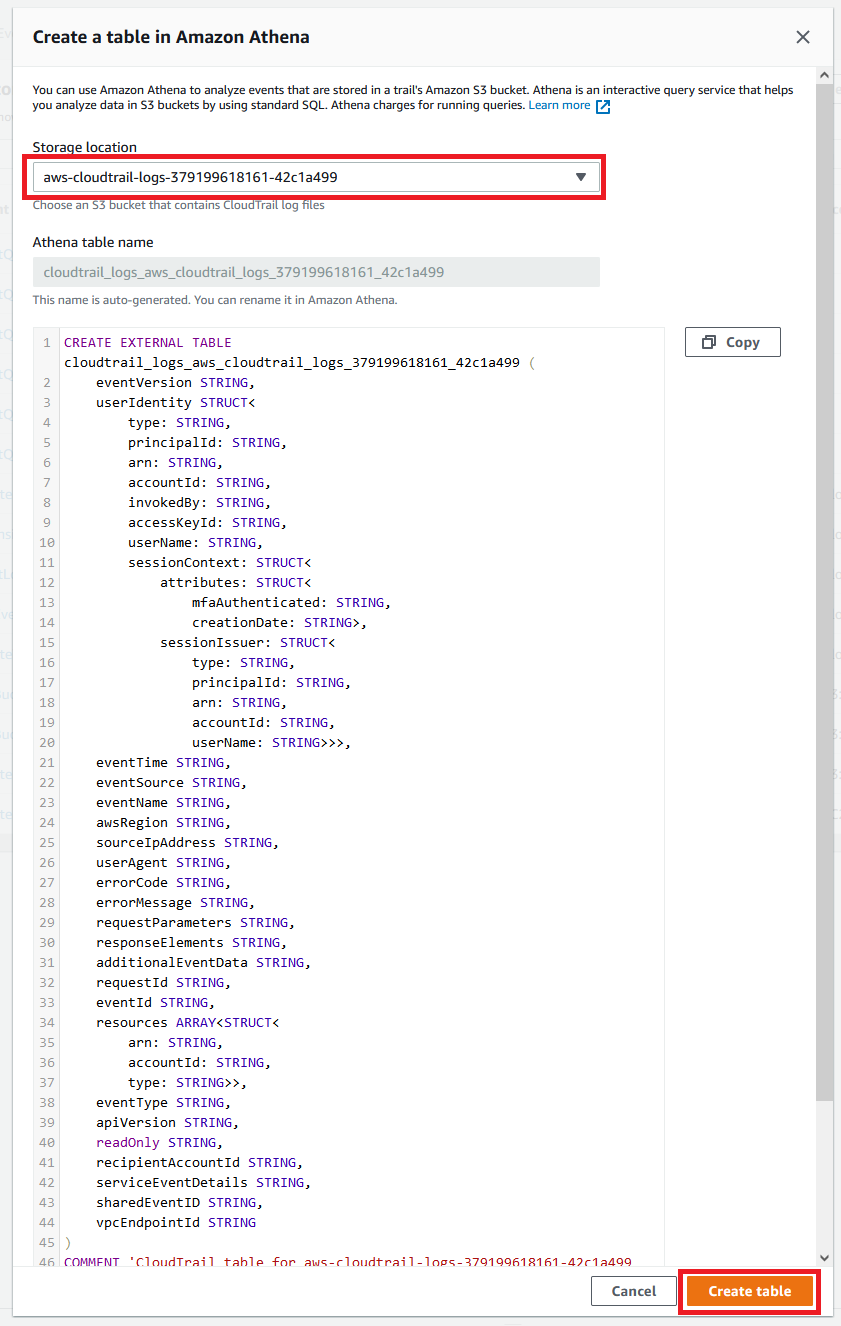 Create a table in Amazon Athena
You can use Amazon Athena to analyze events that are stored in a trail's Amazon S3 bucket. Athena is an interactive query service that helps
you analyze data in S3 buckets by using standard SQL. Athena charges for running queries. Learn more
Storage location
aws-cloudtrail-logs-379199618161-42c1a499
Choose an S3 bucket that contains CloudTrail log files
Athena table name
cloudtrail_logs_aws_cloudtrail_logs_379199618161_42c1a499
This name is auto-generated. You can rename it in Amazon Athena.
Copy
1 CREATE EXTERNAL TABLE
cloudtrail_logs_aws_cloudtrail_logs_379199618161_42c1a499 (
2 eventVersion STRING,
3 userIdentity STRUCT<
4 type: STRING,
5 principalId: STRING,
6 arn: STRING,
7 accountId: STRING,
8 invokedBy: STRING,
9 accessKeyId: STRING,
10 userName: STRING,
11 sessionContext: STRUCT<
12 attributes: STRUCT<
13 mfaAuthenticated: STRING,
14 creationDate: STRING>,
15 sessionIssuer: STRUCT<
16 type: STRING,
17 principalId: STRING,
18 arn: STRING,
19 accountId: STRING,
20 userName: STRING>>>,
21 eventTime STRING,
22 eventSource STRING,
23 eventName STRING,
24 awsRegion STRING,
25 sourceIpAddress STRING,
26 userAgent STRING,
27 errorCode STRING,
28 errorMessage STRING,
29 requestParameters STRING,
30 responseElements STRING,
31 additionalEventData STRING,
32 requestId STRING,
33 eventId STRING,
34 resources ARRAY<STRUCT<
35 arn: STRING,
36 accountId: STRING,
37 type: STRING>>,
38 eventType STRING,
39 apiVersion STRING,
40 readOnly STRING,
41 recipientAccountId STRING,
42 serviceEventDetails STRING,
43 sharedEventID STRING,
44 vpcEndpointId STRING
45 )
46 COMMENT 'CloudTrail table for aws-cloudtrail-logs-379199618161-42c1a499
Cancel
Create table